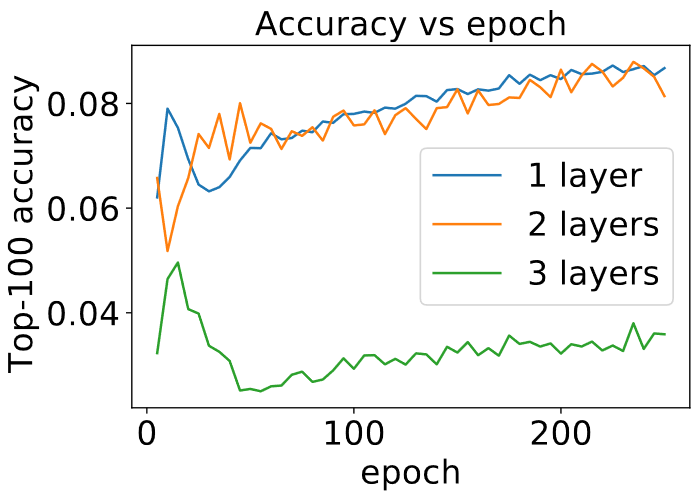 Accuracy vs epoch
Top-100 accuracy
0.08
0.06
0.04
1 layer
2 layers
3 layers
0
100
200
epoch